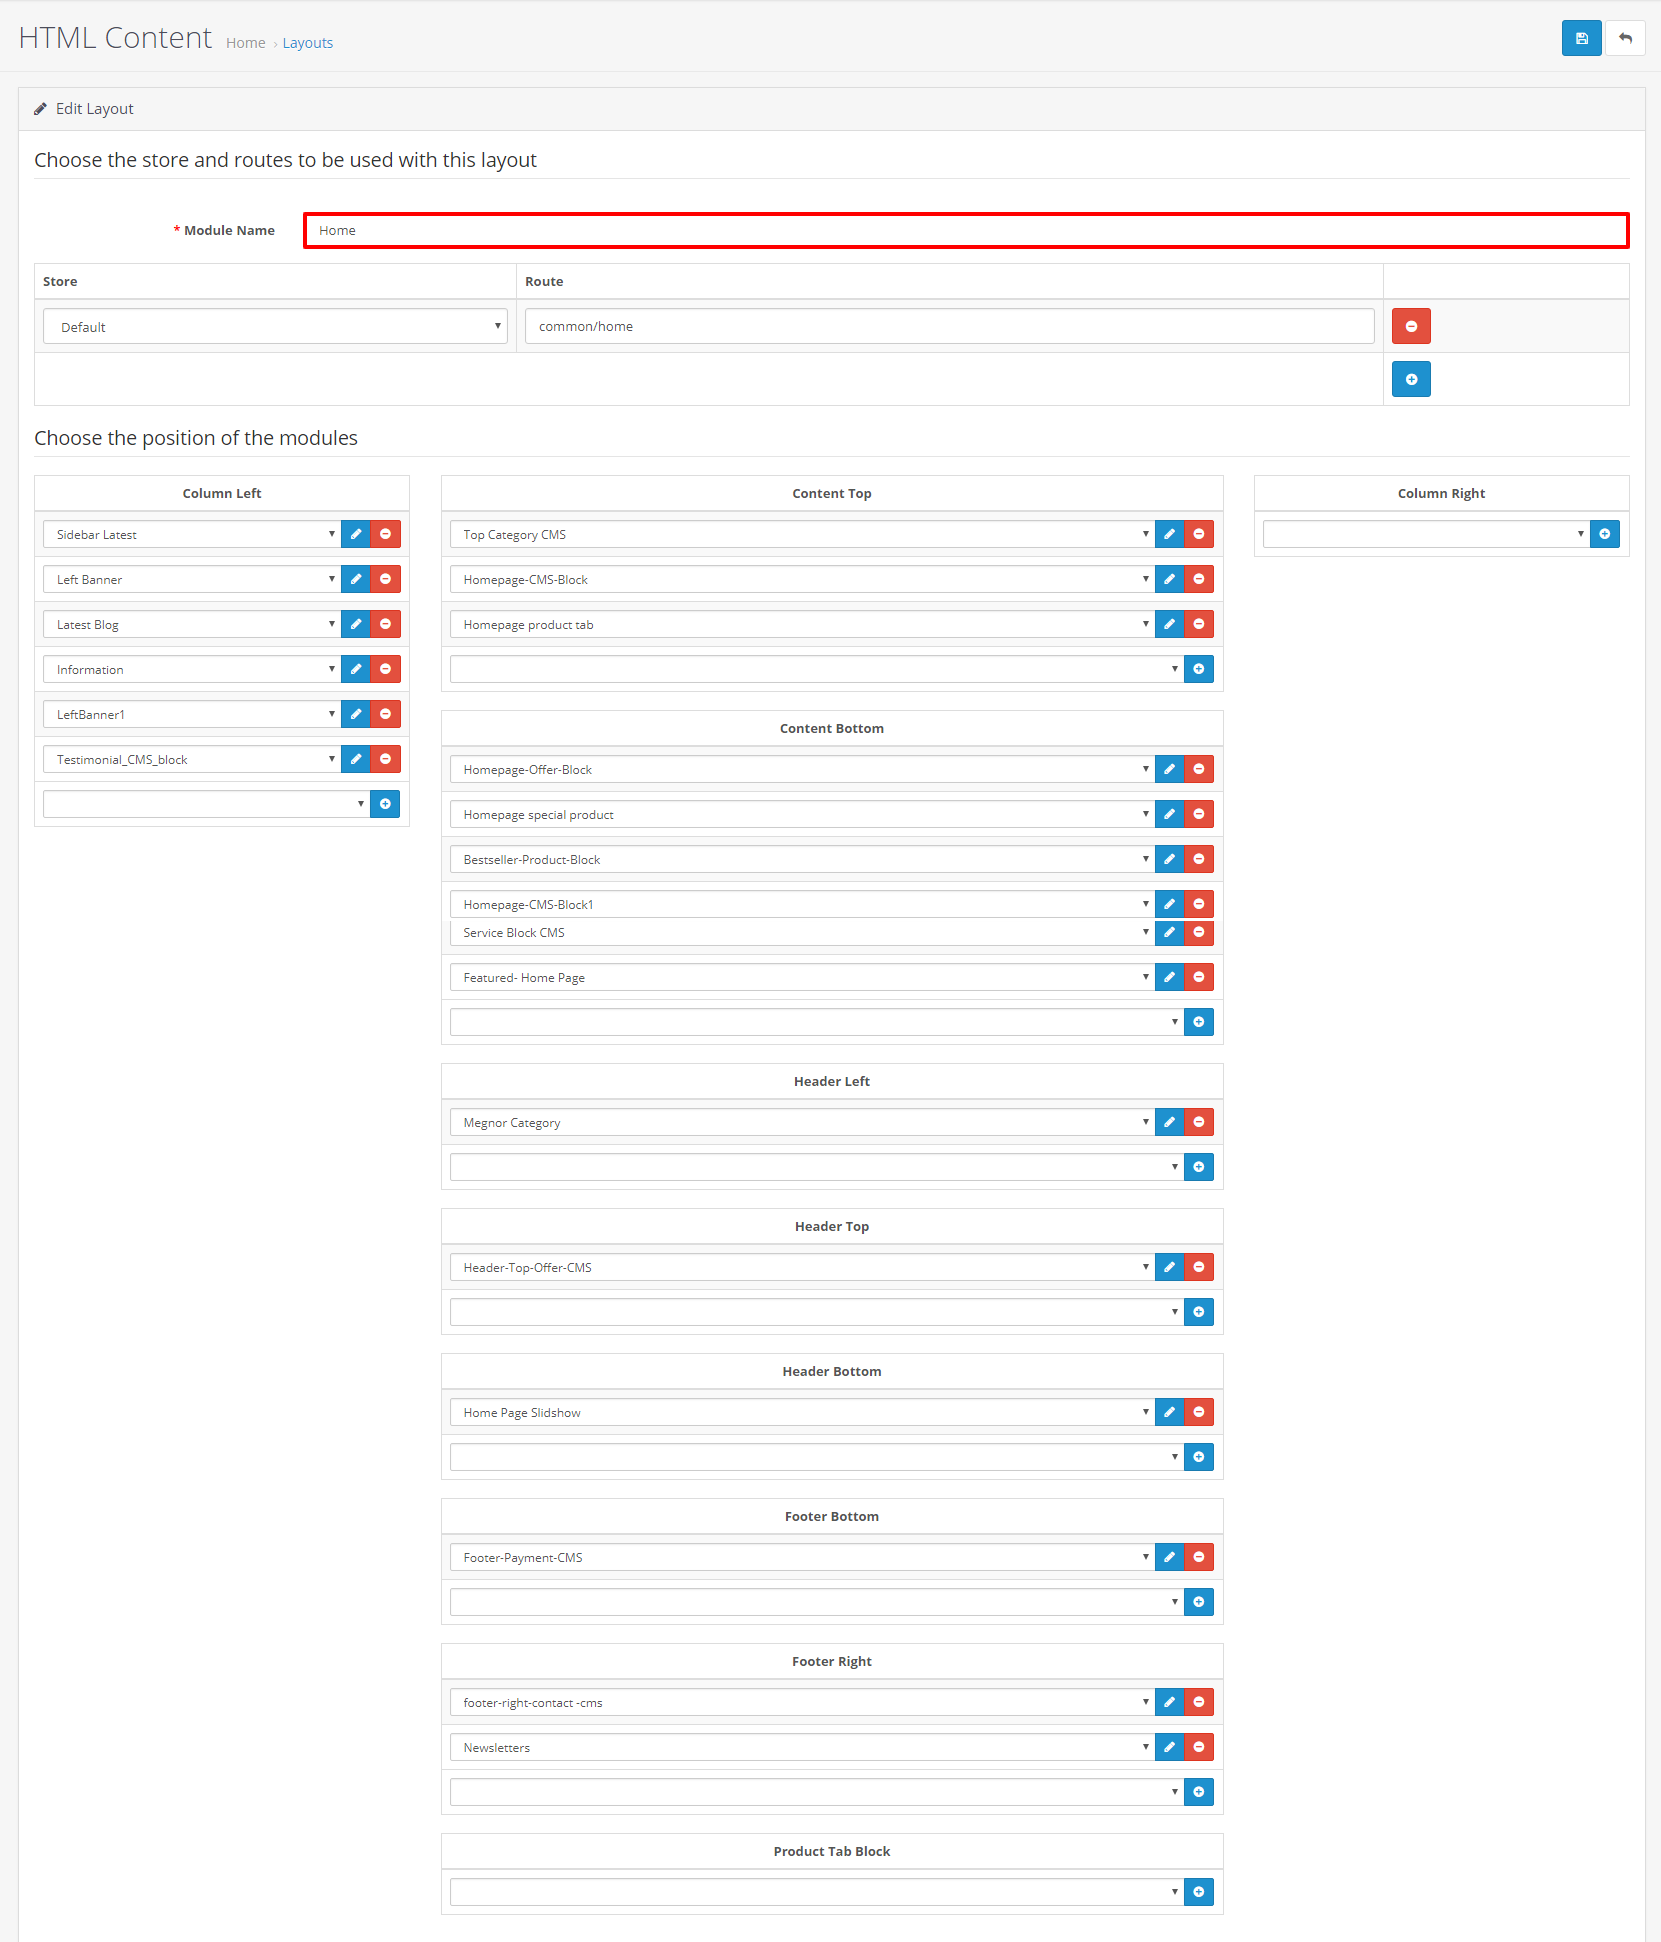 HTML Content Home › Layouts
Edit Layout
Choose the store and routes to be used with this layout
* Module Name Home
Store Route
Default common/home
Choose the position of the modules
Column Left
Sidebar Latest
Left Banner
Latest Blog
Information
LeftBanner1
Testimonial_CMS_block
Content Top
Top Category CMS
Homepage-CMS-Block
Homepage product tab
Content Bottom
Homepage-Offer-Block
Homepage special product
Bestseller-Product-Block
Homepage-CMS-Block1
Service Block CMS
Featured- Home Page
Header Left
Megnor Category
Header Top
Header-Top-Offer-CMS
Header Bottom
Home Page Slidshow
Footer Bottom
Footer-Payment-CMS
Footer Right
footer-right-contact -cms
Newsletters
Product Tab Block
Column Right